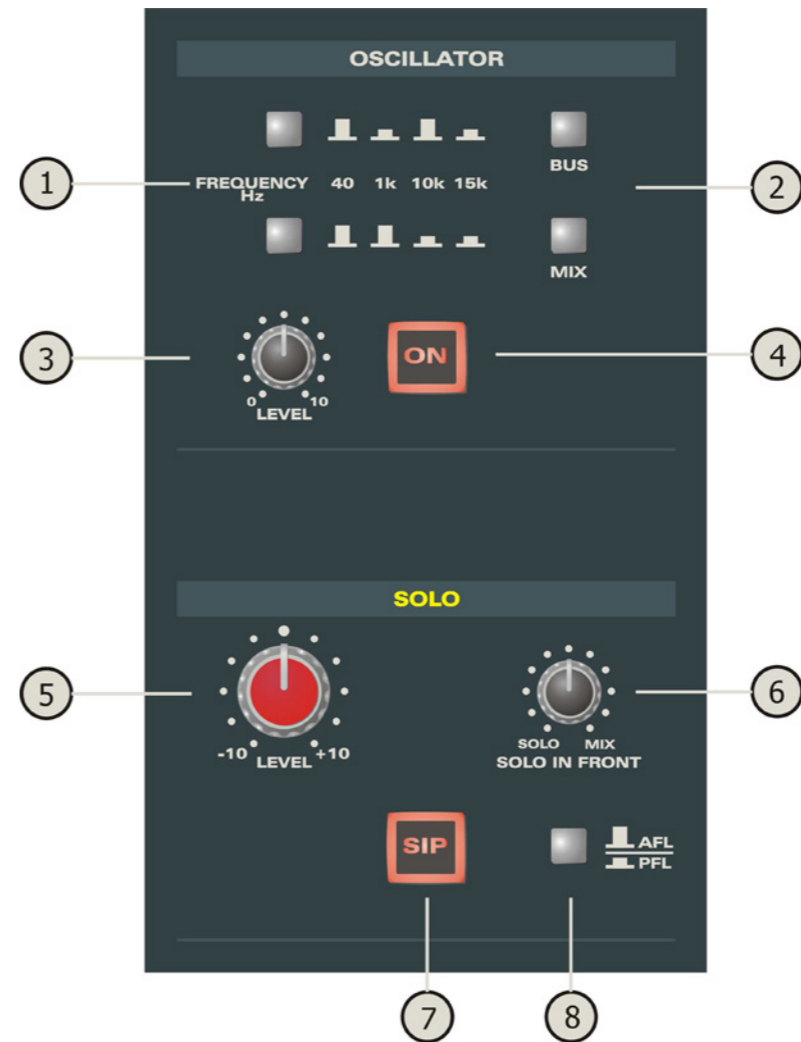 OSCILLATOR
BUS
1
FREQUENCY 40 1k 10k 15k
Hz
2
MIX
3
ON
4
0 10
LEVEL
SOLO
5
6
-10 LEVEL +10
SOLO MIX
SOLO IN FRONT
SIP
AFL
PFL
7
8